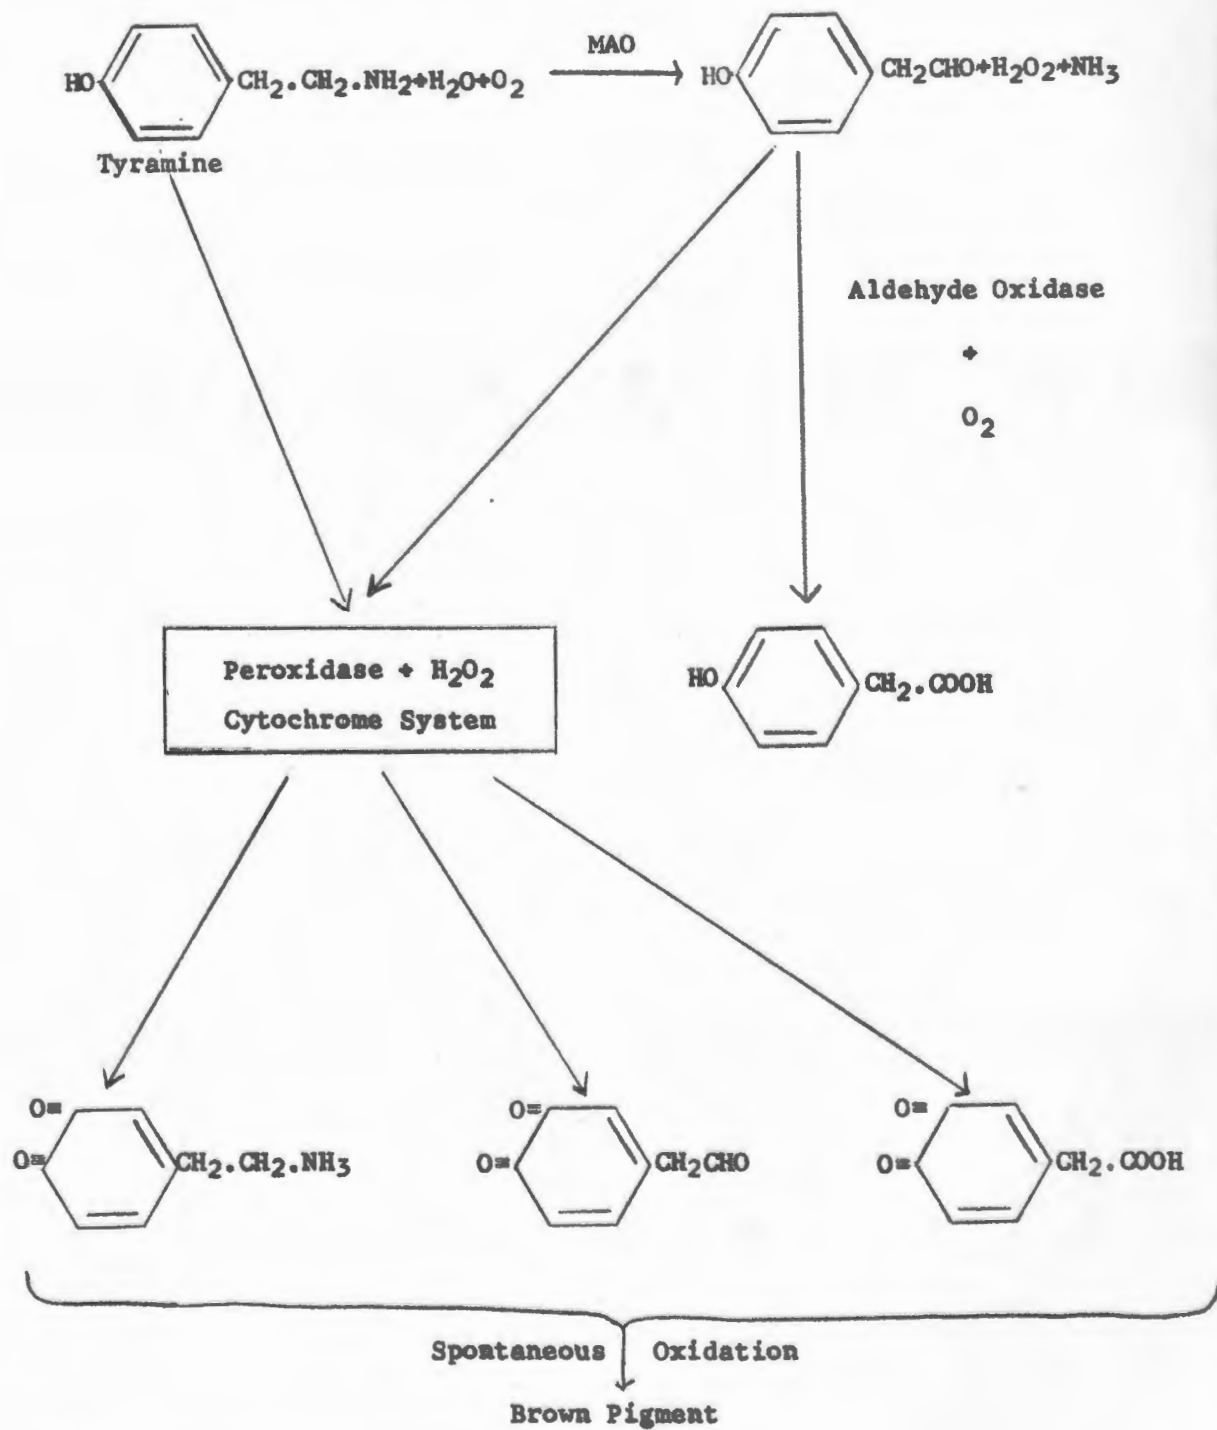 HO CH₂.CH₂.NH₂+H₂O+O₂ MAO HO CH₂CHO+H₂O₂+NH₃
Tyramine
Aldehyde Oxidase
+
O₂
Peroxidase + H₂O₂
Cytochrome System
HO CH₂.COOH
O= O= CH₂.CH₂.NH₃
O= O= CH₂CHO
O= O= CH₂.COOH
Spontaneous Oxidation
Brown Pigment